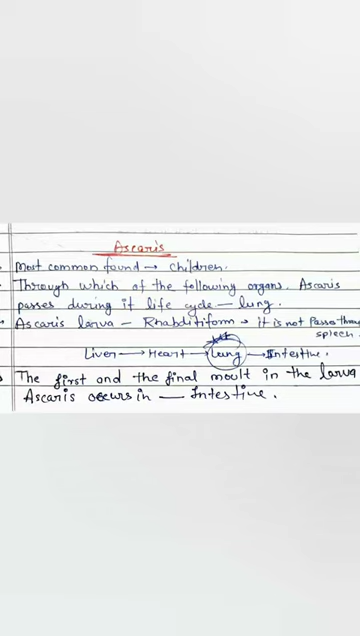 Ascaris
Most common found → children.
Through which of the following organs. Ascaris
passes during it life cycle — lung.
Ascaris larva – Rhabditiform → it is not Passes through
spleech.
Liver → Heart → Lung → Intestine.
The first and the final moult in the larva
Ascaris occurs in — Intestine.